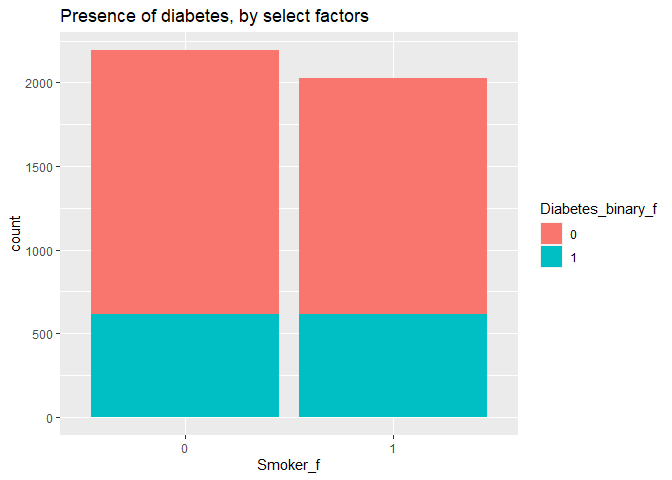 Presence of diabetes, by select factors
2000
1500
1000
500
0
count
0 1
Smoker_f
Diabetes_binary_f
0
1